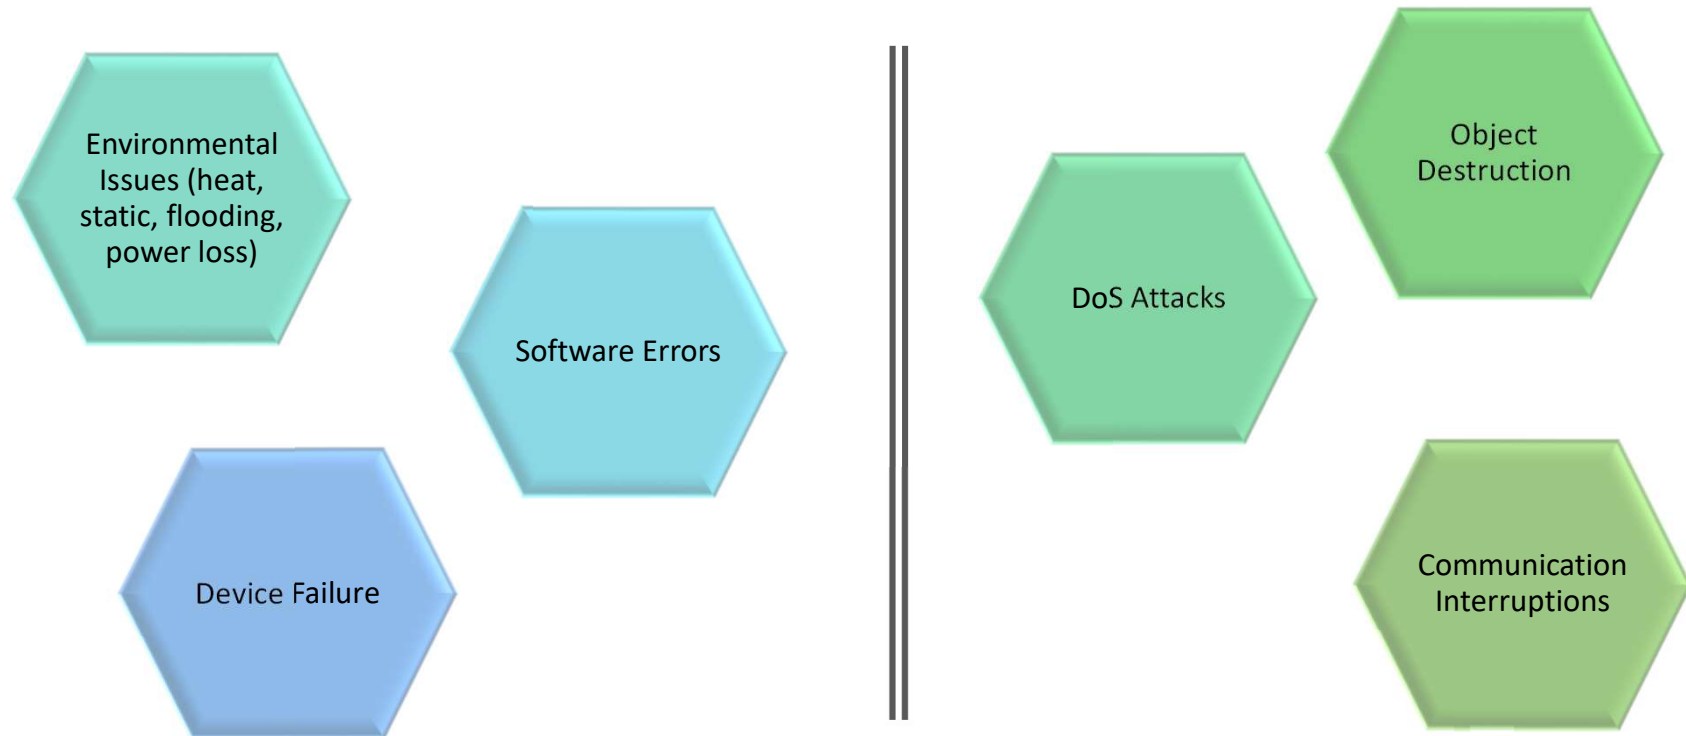 Environmental
Issues (heat,
static, flooding,
power loss)
Software Errors
Device Failure
Object
Destruction
DoS Attacks
Communication
Interruptions